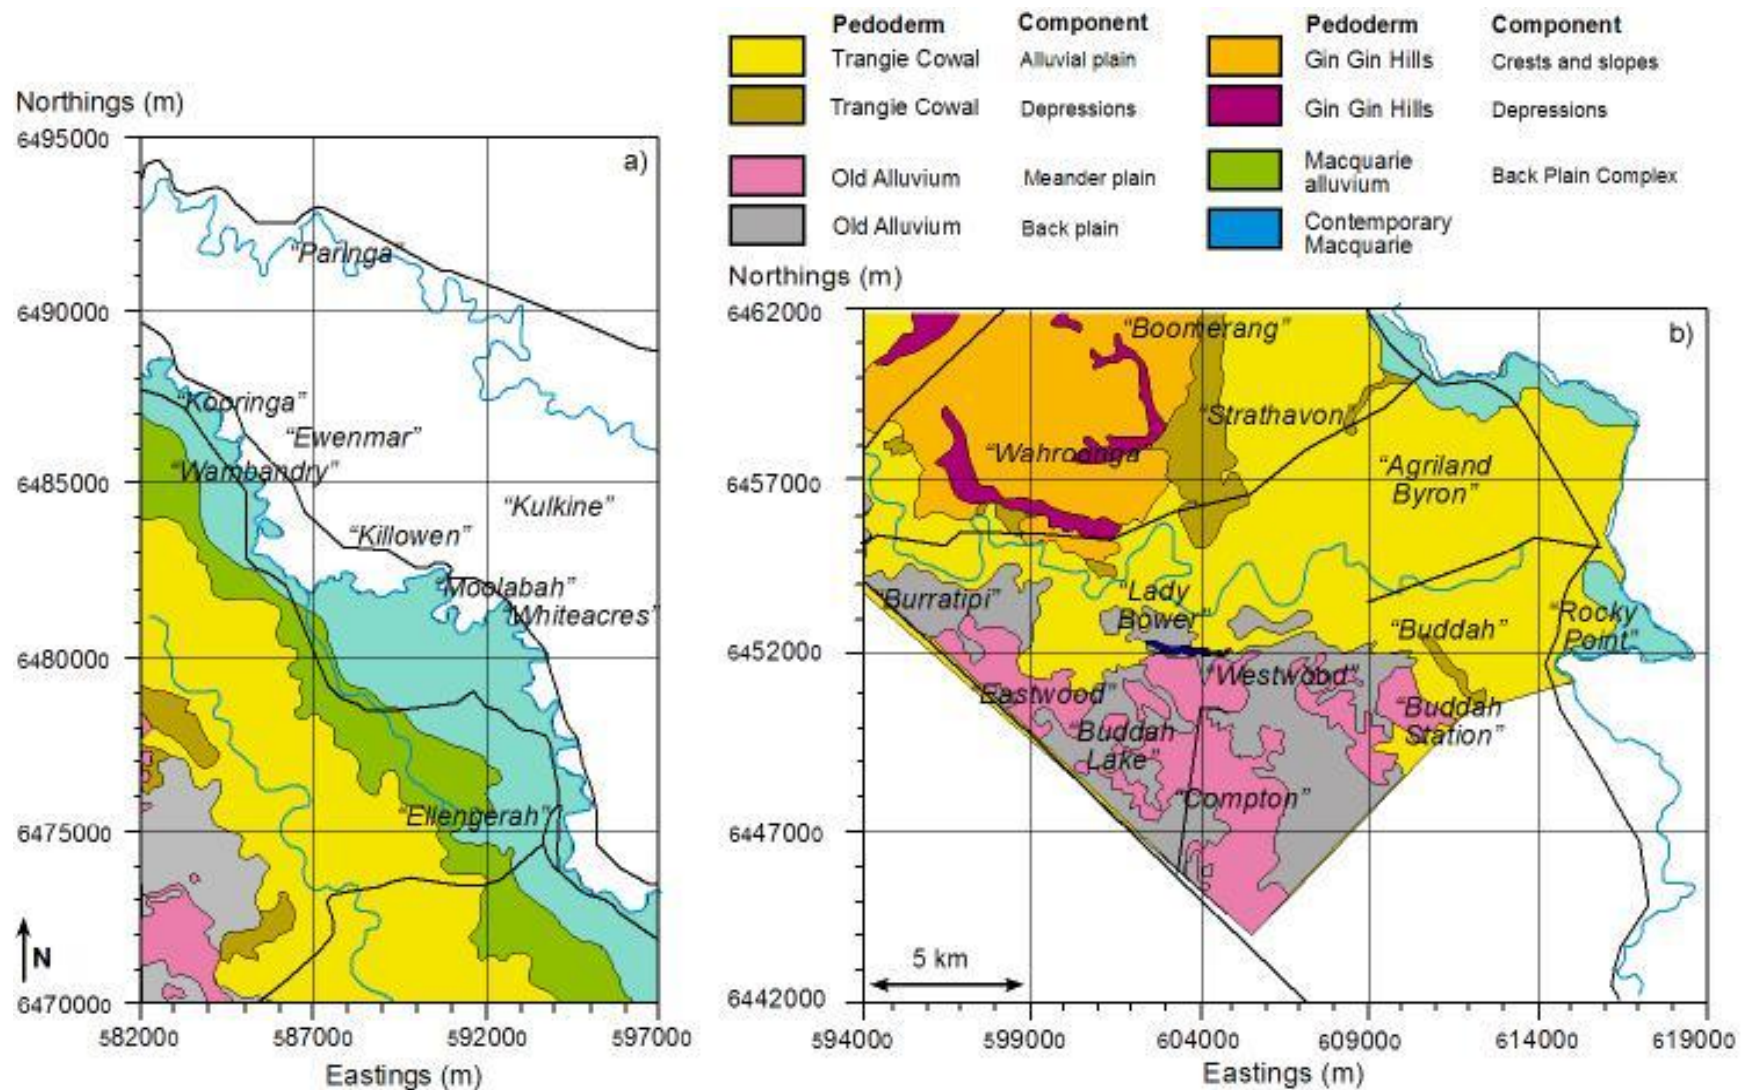 Pedoderm Component Pedoderm Component
Trangie Cowal Alluvial plain Gin Gin Hills Crests and slopes
Trangie Cowal Depressions Gin Gin Hills Depressions
Old Alluvium Meander plain Macquarie alluvium Back Plain Complex
Old Alluvium Back plain Contemporary Macquarie
Northings (m)
6495000
a)
"Paringa"
6490000
"Kooringa"
"Ewenmar"
"Wambandry"
6485000
"Kulkine"
"Killowen"
"Moolabah"
"Whiteacres"
6480000
"Ellengerah"
6475000
N
6470000
582000 587000 592000 597000
Eastings (m)
Northings (m)
6462000
b)
"Boomerang"
"Strathavon"
"Wahroonga"
"Agriland
Byron"
6457000
"Burratipi"
"Lady
Bower"
"Rocky
Point"
"Buddah"
6452000
"Westwood"
"Eastwood"
"Buddah
Station"
"Buddah
Lake"
"Compton"
6447000
5 km
6442000
594000 599000 604000 609000 614000 619000
Eastings (m)